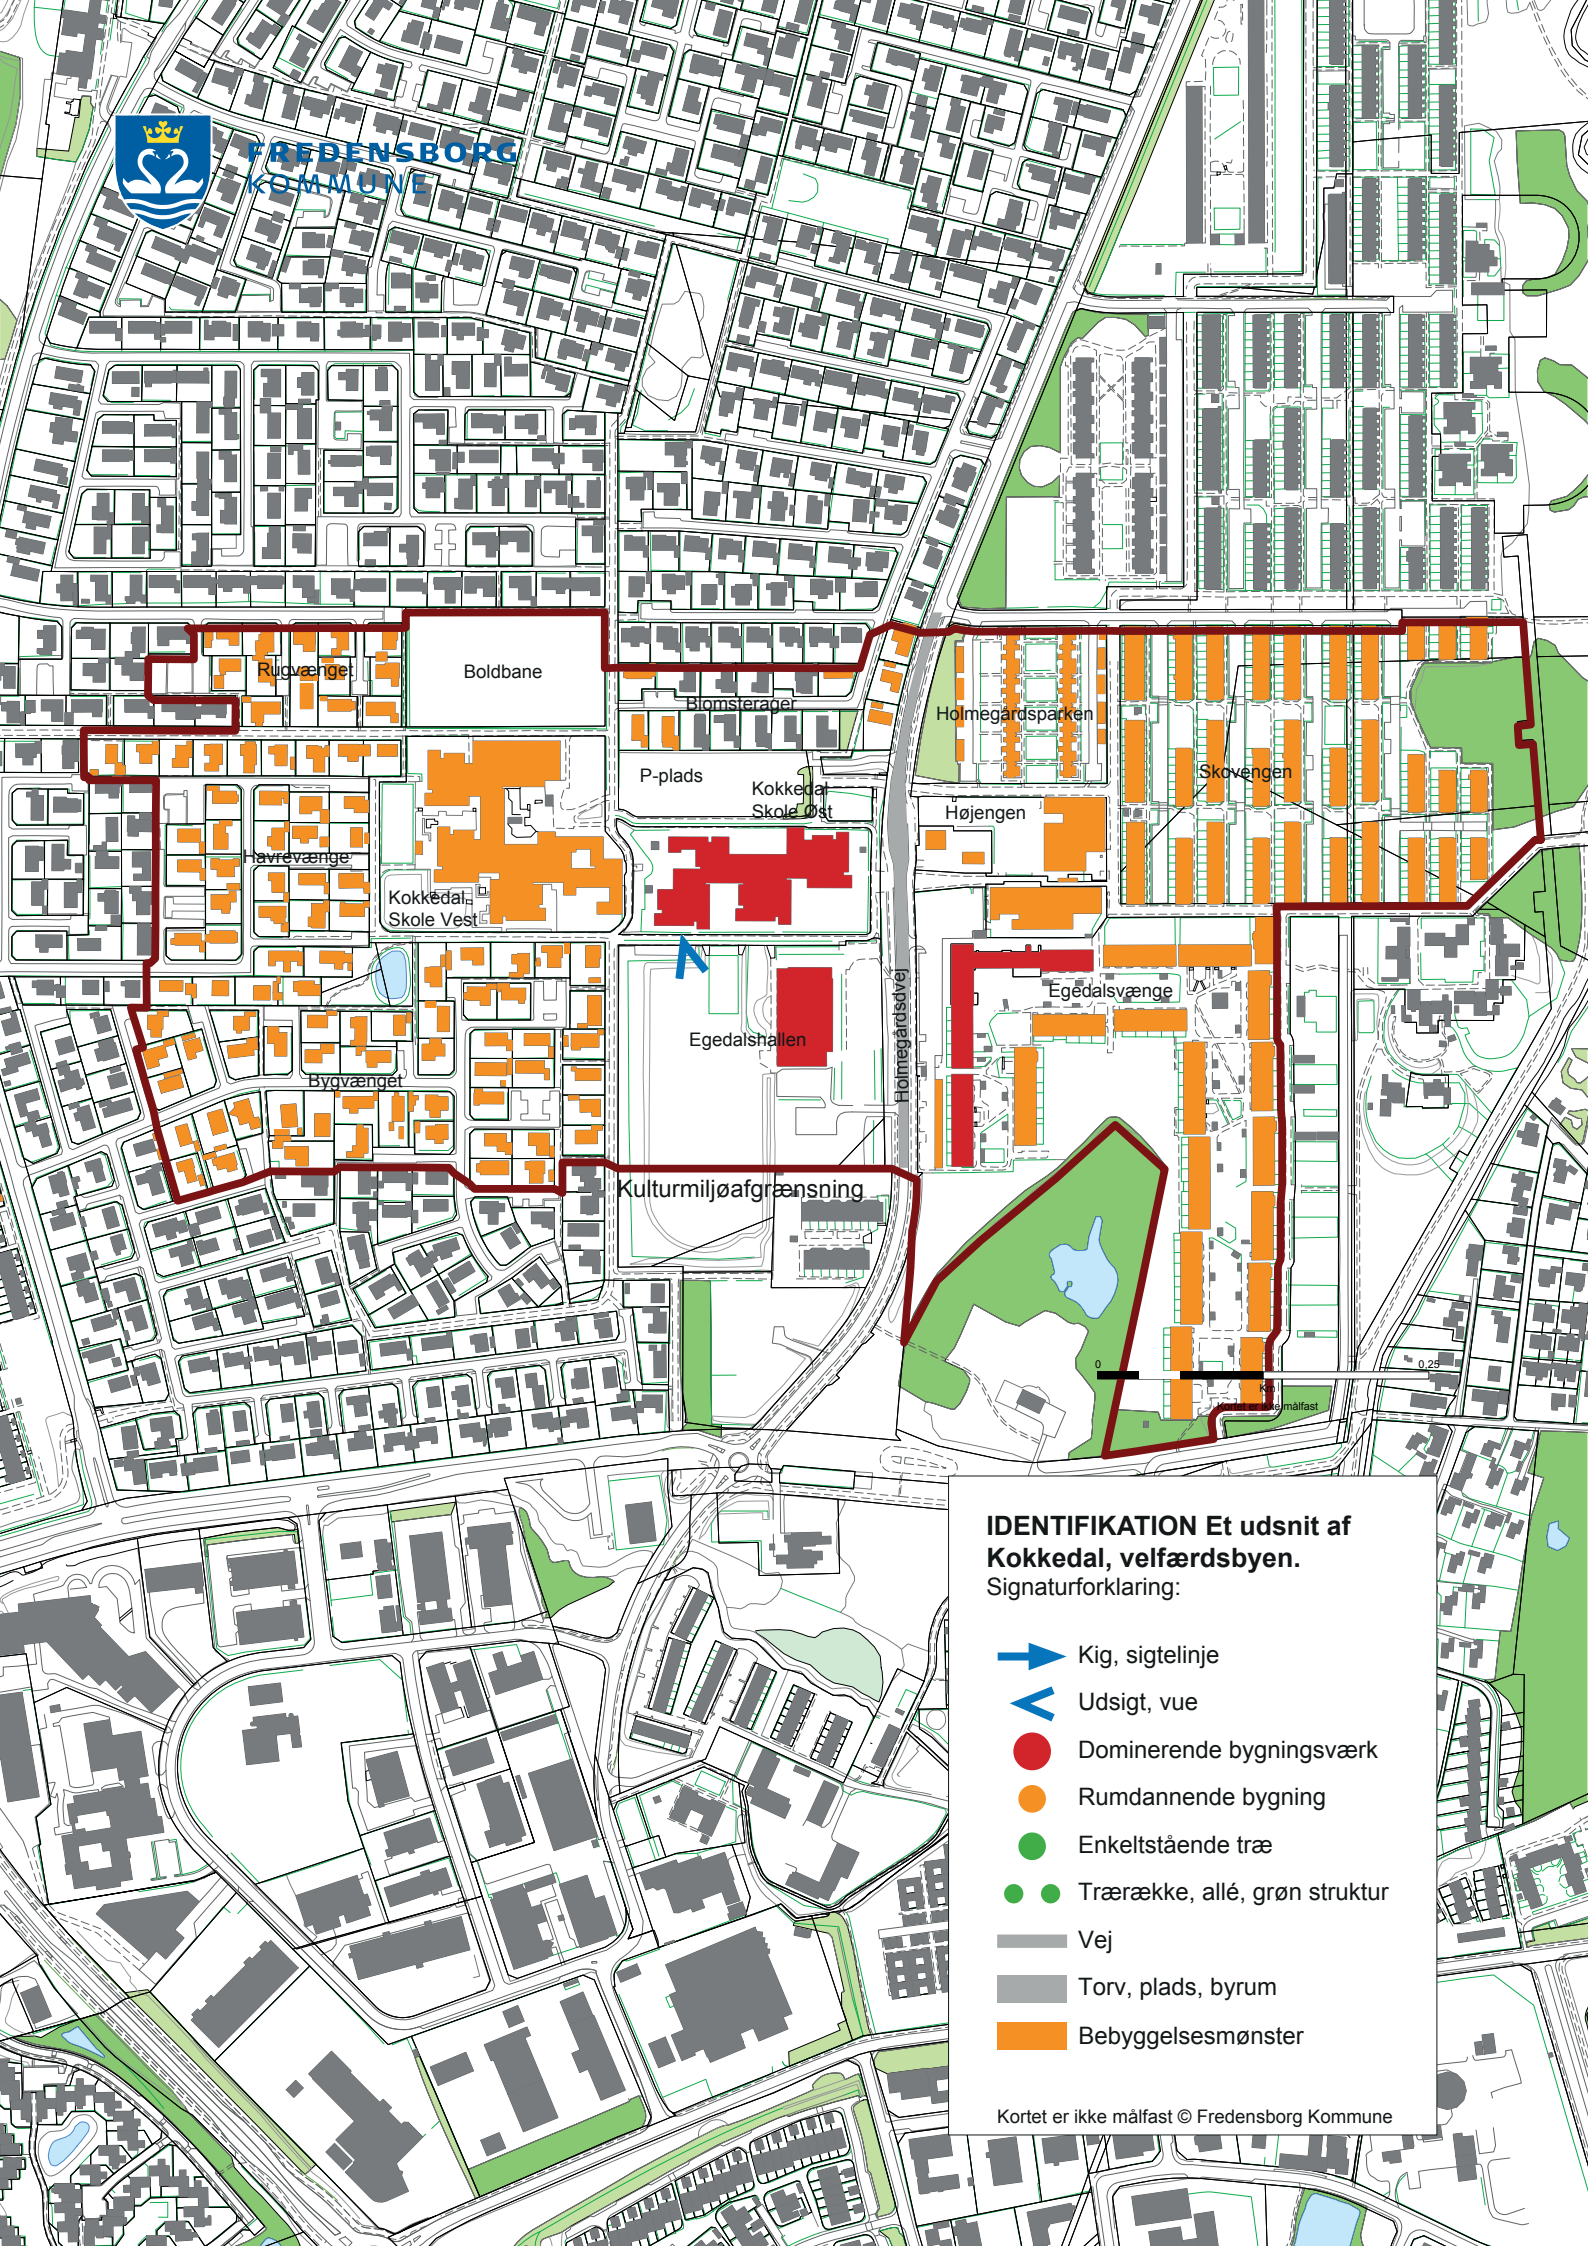 FREDENSBORG
KOMMUNE
Rugvænget
Boldbane
Blomsterager
Holmegårdsparken
P-plads
Kokkedal
Skole Øst
Højengen
Skovengen
Havrevænge
Kokkedal
Skole Vest
Egedalsvænge
Egedalshallen
Holmegårdsdvej
Bygvænget
Kulturmiljøafgrænsning
0
0,25
Km
Kortet er ikke målfast
IDENTIFIKATION Et udsnit af
Kokkedal, velfærdsbyen.
Signaturforklaring:
Kig, sigtelinje
Udsigt, vue
Dominerende bygningsværk
Rumdannende bygning
Enkeltstående træ
Trærække, allé, grøn struktur
Vej
Torv, plads, byrum
Bebyggelsesmønster
Kortet er ikke målfast © Fredensborg Kommune